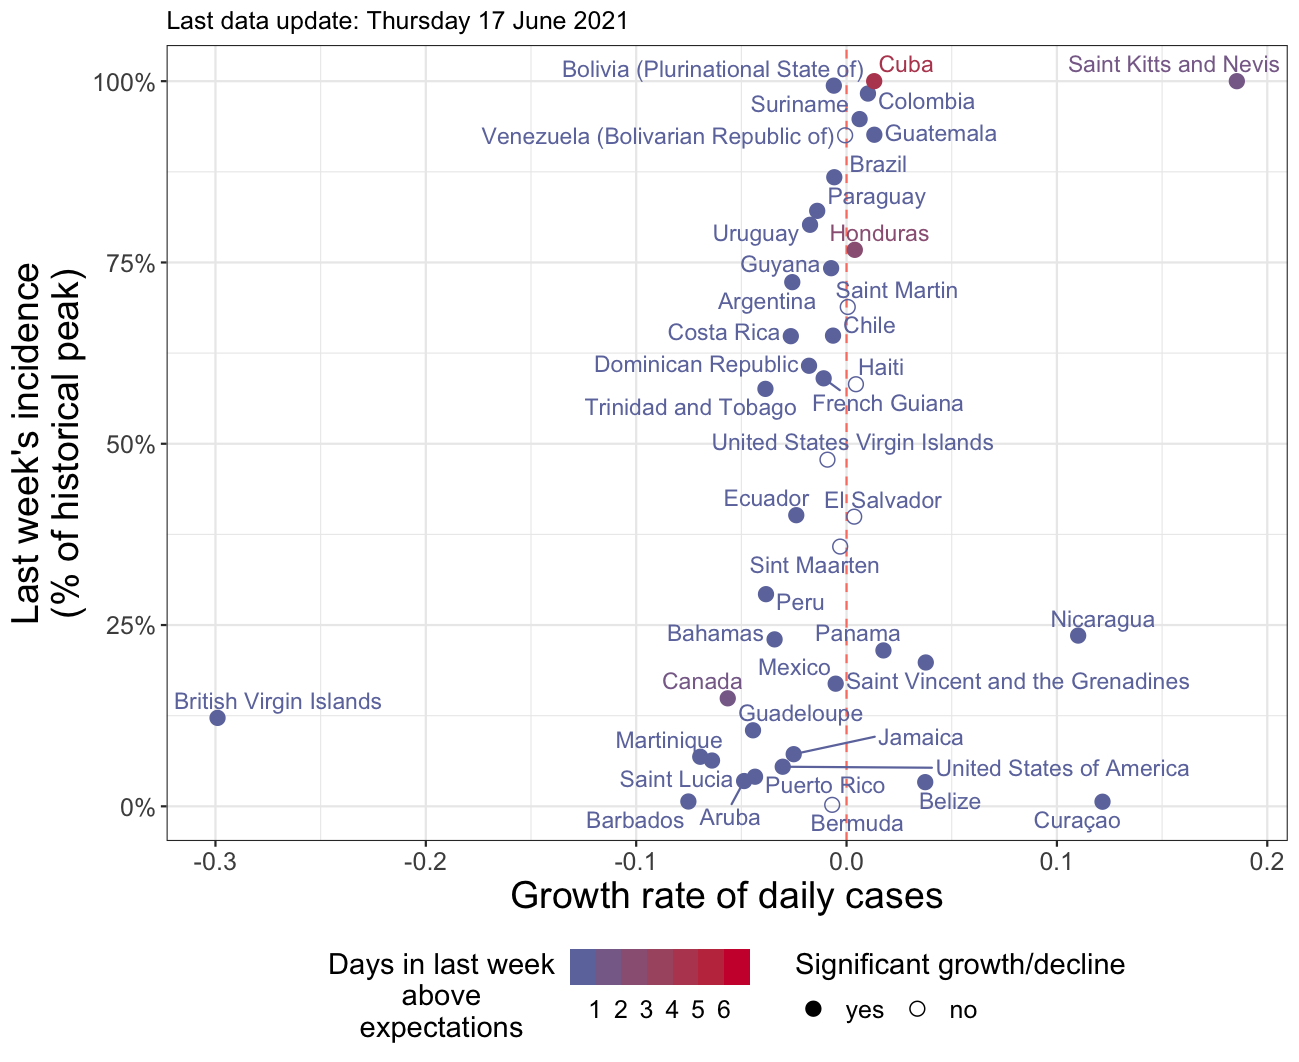 Last data update: Thursday 17 June 2021
Last week's incidence
(% of historical peak)
100%
75%
50%
25%
0%
Bolivia (Plurinational State of)
Cuba
Saint Kitts and Nevis
Suriname
Colombia
Venezuela (Bolivarian Republic of)
Guatemala
Brazil
Paraguay
Uruguay
Honduras
Guyana
Saint Martin
Argentina
Chile
Costa Rica
Dominican Republic
Haiti
Trinidad and Tobago
French Guiana
United States Virgin Islands
Ecuador
El Salvador
Sint Maarten
Peru
Nicaragua
Bahamas
Panama
Mexico
Canada
Saint Vincent and the Grenadines
British Virgin Islands
Guadeloupe
Martinique
Jamaica
United States of America
Saint Lucia
Puerto Rico
Belize
Barbados
Aruba
Bermuda
Curaçao
-0.3
-0.2
-0.1
0.0
0.1
0.2
Growth rate of daily cases
Days in last week
above
expectations
1 2 3 4 5 6
Significant growth/decline
yes
no